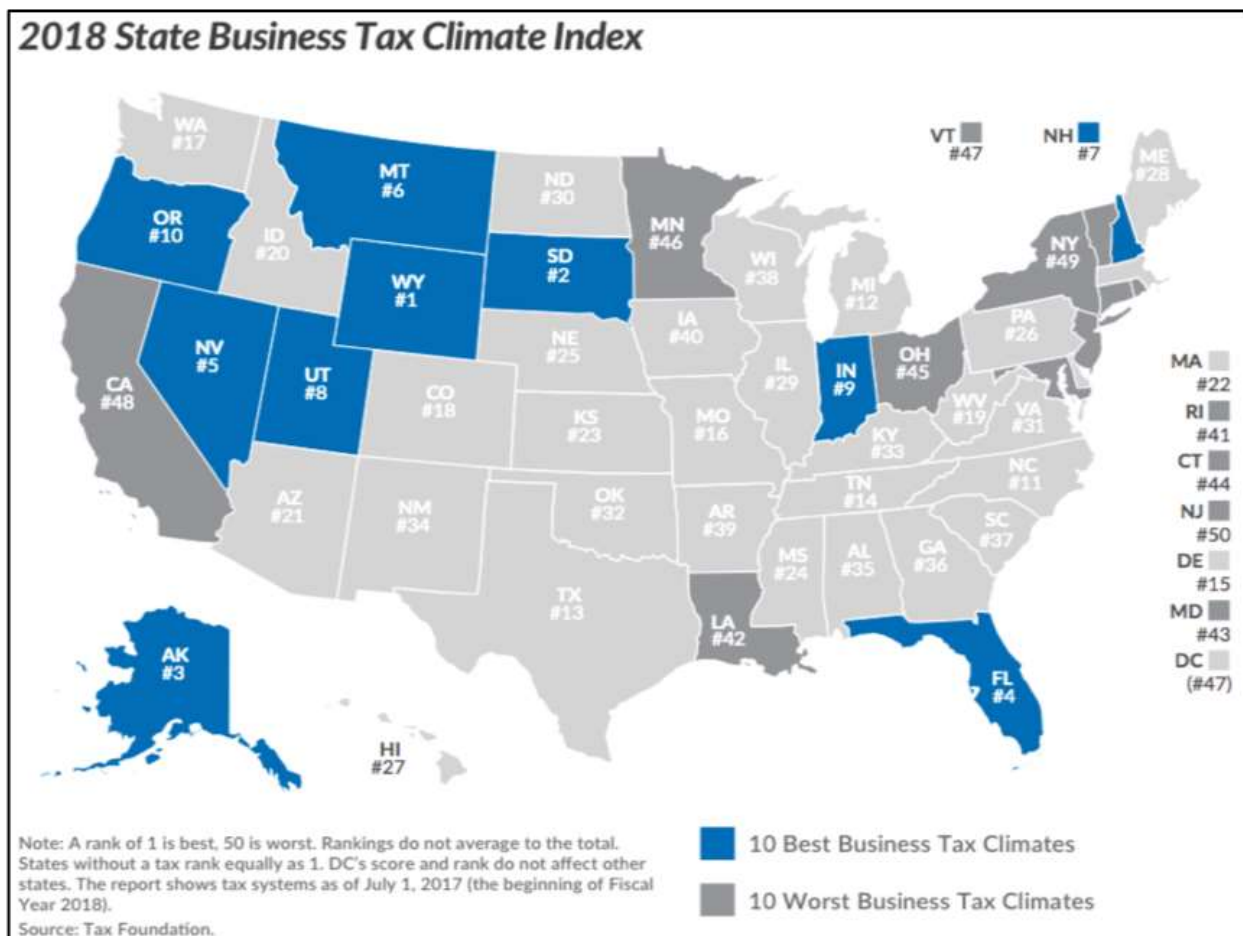 2018 State Business Tax Climate Index
WA
#17
MT
#6
ND
#30
MN
#46
VT
#47
NH
#7
ME
#28
OR
#10
ID
#20
WY
#1
SD
#2
WI
#38
MI
#12
NY
#49
NV
#5
UT
#8
CA
#48
CO
#18
NE
#25
IA
#40
IL
#29
IN
#9
OH
#45
PA
#26
KS
#23
MO
#16
KY
#33
WV
#19
VA
#31
AZ
#21
NM
#34
OK
#32
AR
#39
TN
#14
NC
#11
SC
#37
TX
#13
LA
#42
MS
#24
AL
#35
GA
#36
FL
#4
AK
#3
HI
#27
MA
#22
RI
#41
CT
#44
NJ
#50
DE
#15
MD
#43
DC
(#47)
Note: A rank of 1 is best, 50 is worst. Rankings do not average to the total.
States without a tax rank equally as 1. DC’s score and rank do not affect other
states. The report shows tax systems as of July 1, 2017 (the beginning of Fiscal
Year 2018).
Source: Tax Foundation.
10 Best Business Tax Climates
10 Worst Business Tax Climates